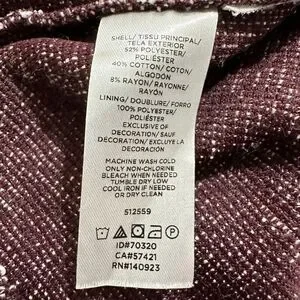 SHELL/ TISSU PRINCIPAL/
TELA EXTERIOR
52% POLYESTER/
POLIÉSTER
40% COTTON/ COTON/
ALGODÓN
8% RAYON/RAYONNE/
RAYÓN
LINING/ DOUBLURE/ FORRO
100% POLYESTER/
POLIÉSTER
EXCLUSIVE OF
DECORATION/ SAUF
DÉCORATION/ EXCLUYE LA
DECORACIÓN
MACHINE WASH COLD
ONLY NON-CHLORINE
BLEACH WHEN NEEDED
TUMBLE DRY LOW
COOL IRON IF NEEDED
OR DRY CLEAN
512559
ID#70320
CA#57421
RN#140923